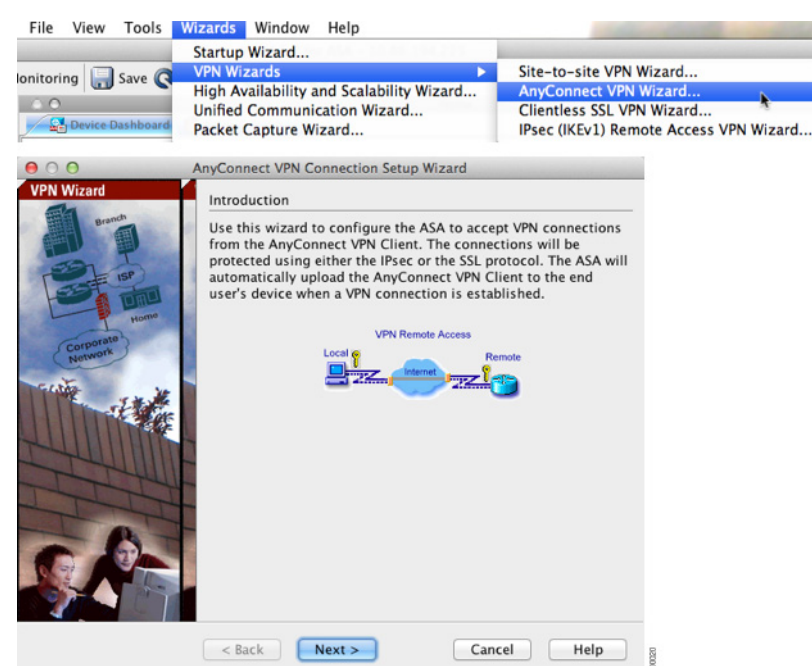 File View Tools Wizards Window Help
Startup Wizard...
onitoring Save
VPN Wizards
Site-to-site VPN Wizard...
High Availability and Scalability Wizard...
AnyConnect VPN Wizard...
Unified Communication Wizard...
Clientless SSL VPN Wizard...
Device Dashboard
Packet Capture Wizard...
IPsec (IKEv1) Remote Access VPN Wizard...
AnyConnect VPN Connection Setup Wizard
VPN Wizard
Branch
ISP
Home
Corporate
Network
Introduction
Use this wizard to configure the ASA to accept VPN connections
from the AnyConnect VPN Client. The connections will be
protected using either the IPsec or the SSL protocol. The ASA will
automatically upload the AnyConnect VPN Client to the end
user's device when a VPN connection is established.
VPN Remote Access
Local
Internet
Remote
< Back Next > Cancel Help